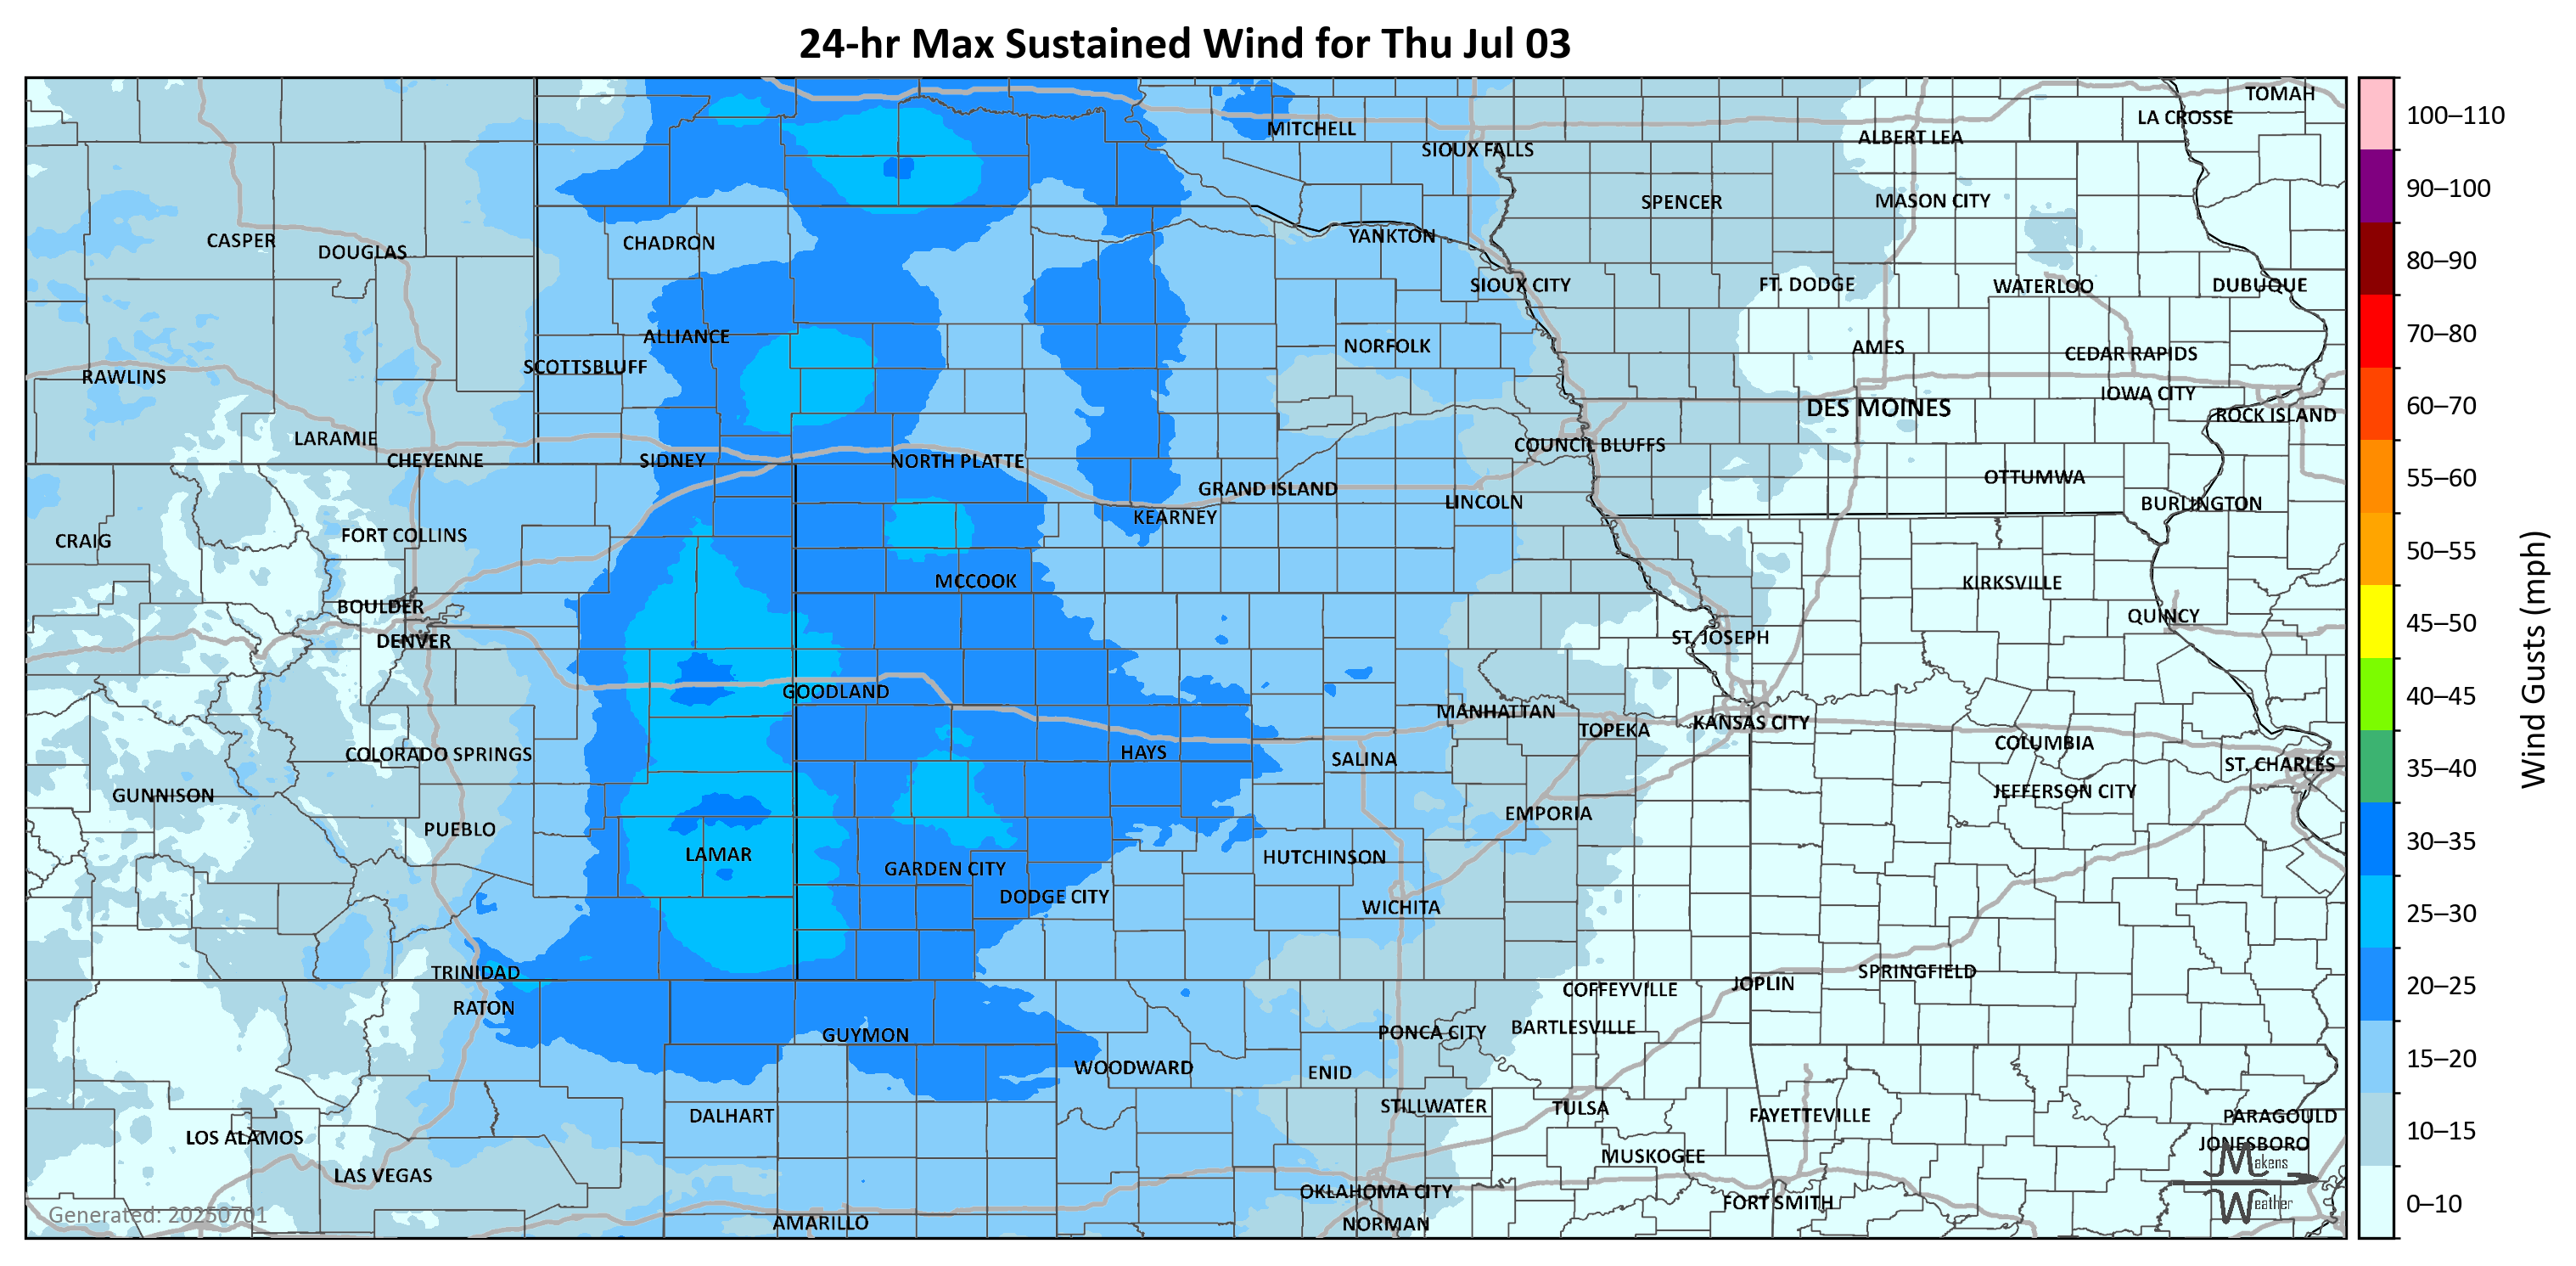 24-hr Max Sustained Wind for Thu Jul 03
TOMAH
LA CROSSE
MITCHELL
ALBERT LEA
SIOUX FALLS
SPENCER
MASON CITY
CASPER
DOUGLAS
CHADRON
YANKTON
SIOUX CITY
FT. DODGE
WATERLOO
DUBUQUE
ALLIANCE
NORFOLK
AMES
CEDAR RAPIDS
SCOTTSBLUFF
RAWLINS
IOWA CITY
DES MOINES
ROCK ISLAND
LARAMIE
COUNCIL BLUFFS
CHEYENNE
SIDNEY
NORTH PLATTE
OTTUMWA
GRAND ISLAND
LINCOLN
BURLINGTON
KEARNEY
FORT COLLINS
CRAIG
MCCOOK
KIRKSVILLE
BOULDER
QUINCY
DENVER
ST. JOSEPH
GOODLAND
MANHATTAN
TOPEKA
KANSAS CITY
COLUMBIA
COLORADO SPRINGS
HAYS
SALINA
ST. CHARLES
GUNNISON
JEFFERSON CITY
EMPORIA
PUEBLO
LAMAR
HUTCHINSON
GARDEN CITY
DODGE CITY
WICHITA
TRINIDAD
SPRINGFIELD
JOPLIN
COFFEYVILLE
RATON
BARTLESVILLE
GUYMON
PONCA CITY
WOODWARD
ENID
STILLWATER
TULSA
DALHART
FAYETTEVILLE
PARAGOULD
LOS ALAMOS
JONESBORO
MUSKOGEE
LAS VEGAS
OKLAHOMA CITY
FORT SMITH
AMARILLO
NORMAN
Generated: 20250701
Makens
Weather
100–110
90–100
80–90
70–80
60–70
55–60
50–55
45–50
40–45
35–40
30–35
25–30
20–25
15–20
10–15
0–10
Wind Gusts (mph)